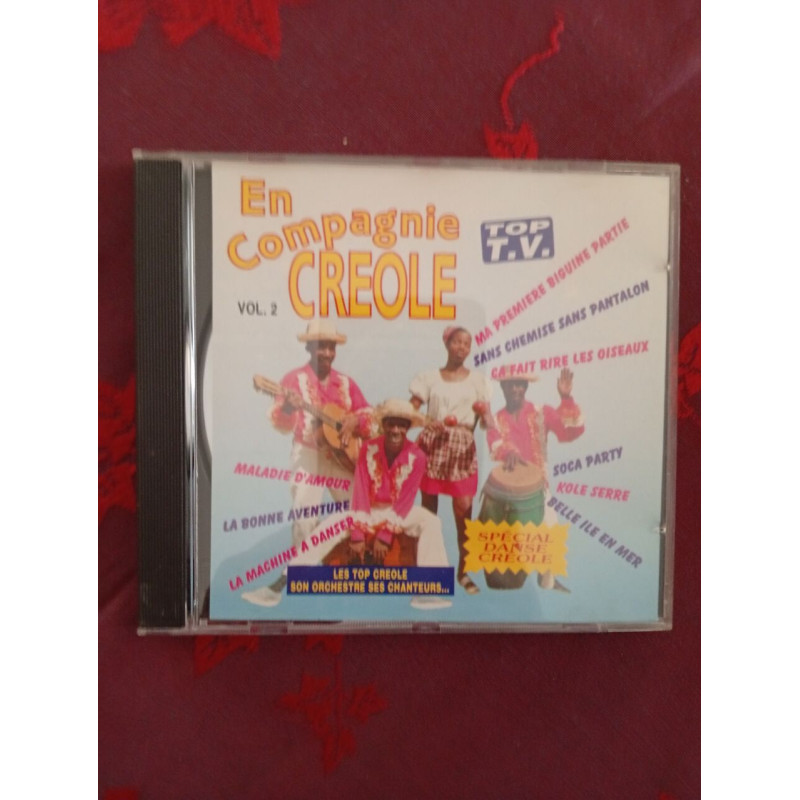 En
Compagnie
CREOLE
VOL. 2
TOP
T.V.
MA PREMIERE BIGUINE PARTIE
SANS CHEMISE SANS PANTALON
CA FAIT RIRE LES OISEAUX
MALADIE D'AMOUR
LA BONNE AVENTURE
LA MACHINE A DANSER
SOCA PARTY
KOLE SERRE
BELLE ILE EN MER
SPÉCIAL
DANSE
CREOLE
LES TOP CREOLE
SON ORCHESTRE SES CHANTEURS...